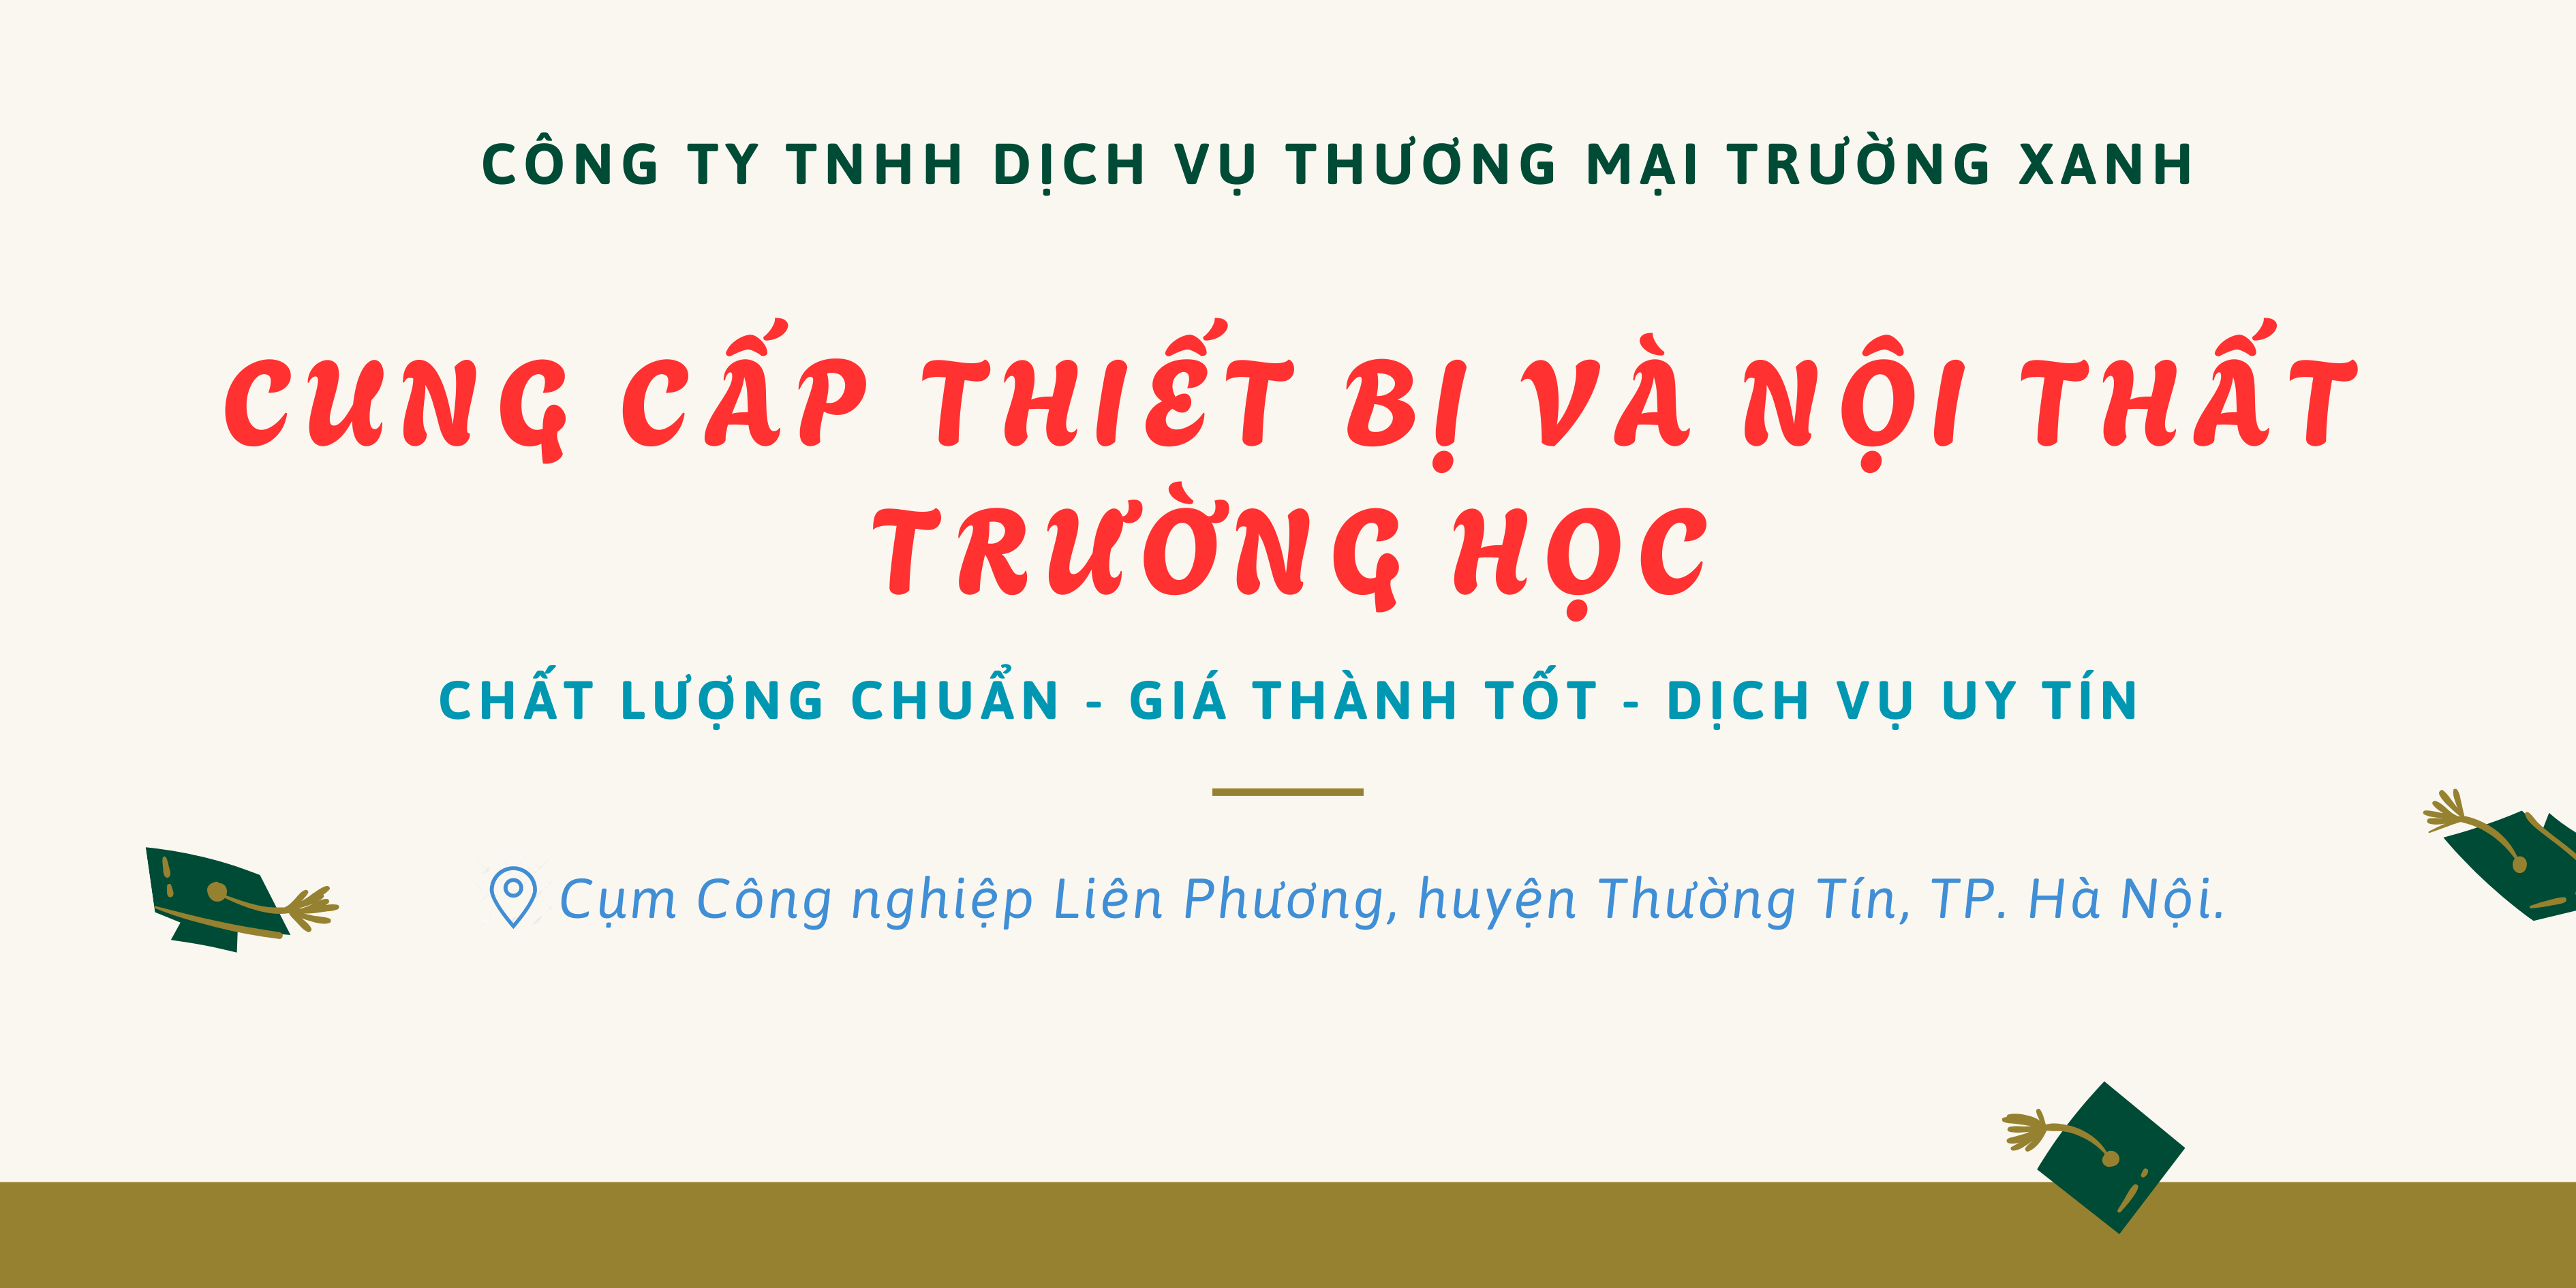 CÔNG TY TNHH DỊCH VỤ THƯƠNG MẠI TRƯỜNG XANH
CUNG CẤP THIẾT BỊ VÀ NỘI THẤT
TRƯỜNG HỌC
CHẤT LƯỢNG CHUẨN - GIÁ THÀNH TỐT - DỊCH VỤ UY TÍN
Cụm Công nghiệp Liên Phương, huyện Thường Tín, TP. Hà Nội.